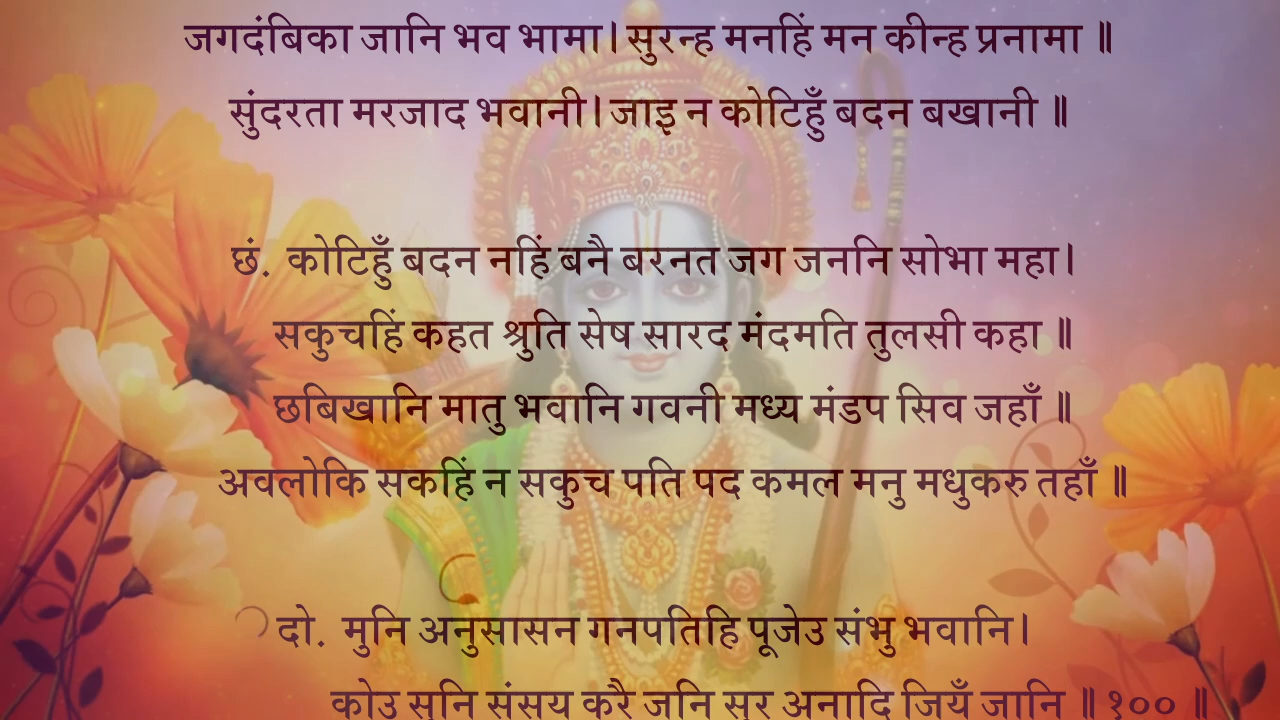 जगदंबिका जानि भव भामा। सुरन्ह मनहिं मन कीन्ह प्रनामा ॥
सुंदरता मरजाद भवानी। जाइ न कोटिहुँ बदन बखानी ॥
छं. कोटिहुँ बदन नहिं बनै बरनत जग जननि सोभा महा।
सकुचहिं कहत श्रुति सेष सारद मंदमति तुलसी कहा ॥
छबिखानि मातु भवानि गवनी मध्य मंडप सिव जहाँ ॥
अवलोकि सकहिं न सकुच पति पद कमल मनु मधुकरु तहाँ ॥
दो. मुनि अनुसासन गनपतिहि पूजेउ संभु भवानि।
कोउ सुनि संसय करै जनि सुर अनादि जियँ जानि ॥ १०० ॥